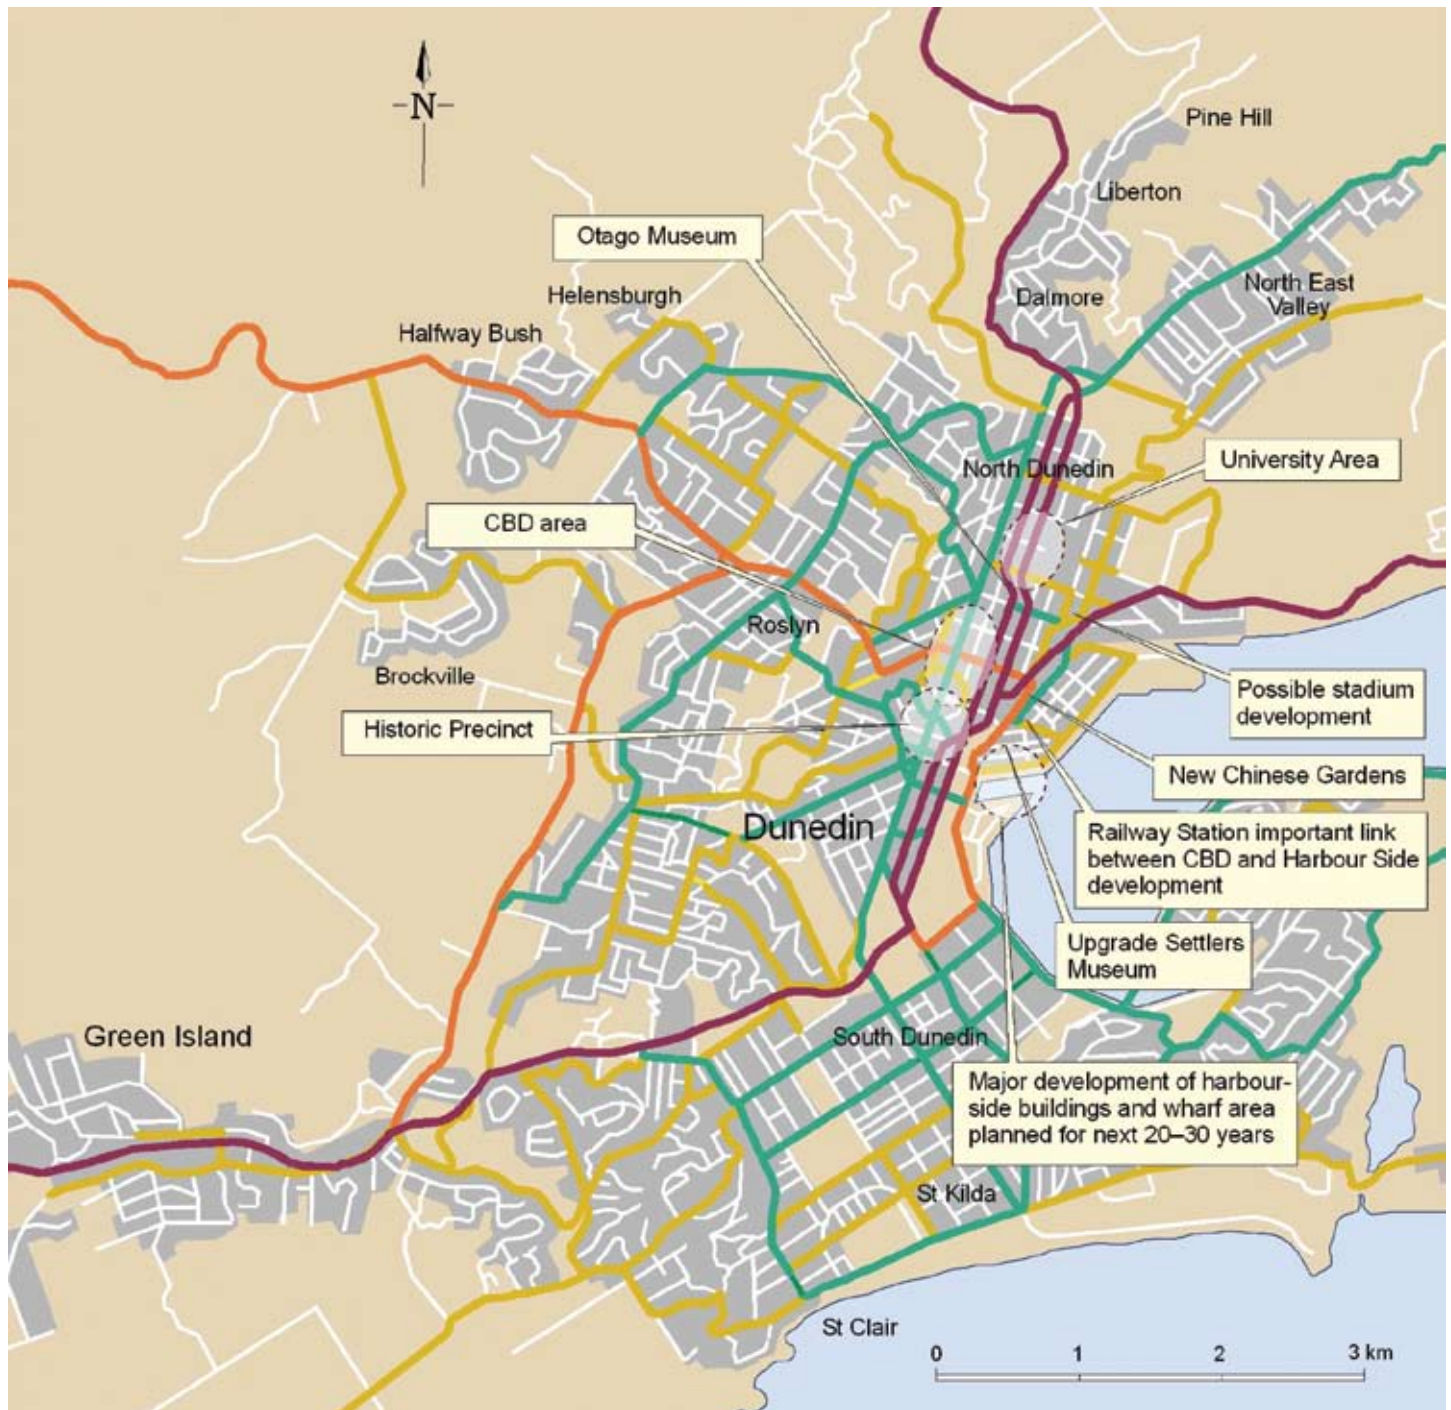 N
Pine Hill
Liberton
Otago Museum
North East
Valley
Dalmore
Helensburgh
Halfway Bush
University Area
North Dunedin
CBD area
Roslyn
Brockville
Possible stadium
development
Historic Precinct
New Chinese Gardens
Dunedin
Railway Station important link
between CBD and Harbour Side
development
Upgrade Settlers
Museum
Green Island
South Dunedin
Major development of harbour-
side buildings and wharf area
planned for next 20–30 years
St Kilda
St Clair
0 1 2 3 km